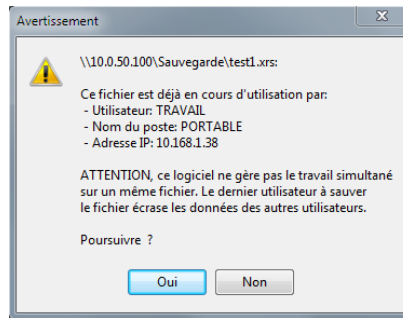 Avertissement
\\10.0.50.100\Sauvegarde\test1.xrs:
Ce fichier est déjà en cours d'utilisation par:
- Utilisateur: TRAVAIL
- Nom du poste: PORTABLE
- Adresse IP: 10.168.1.38
ATTENTION, ce logiciel ne gère pas le travail simultané
sur un même fichier. Le dernier utilisateur à sauver
le fichier écrase les données des autres utilisateurs.
Poursuivre ?
Oui Non